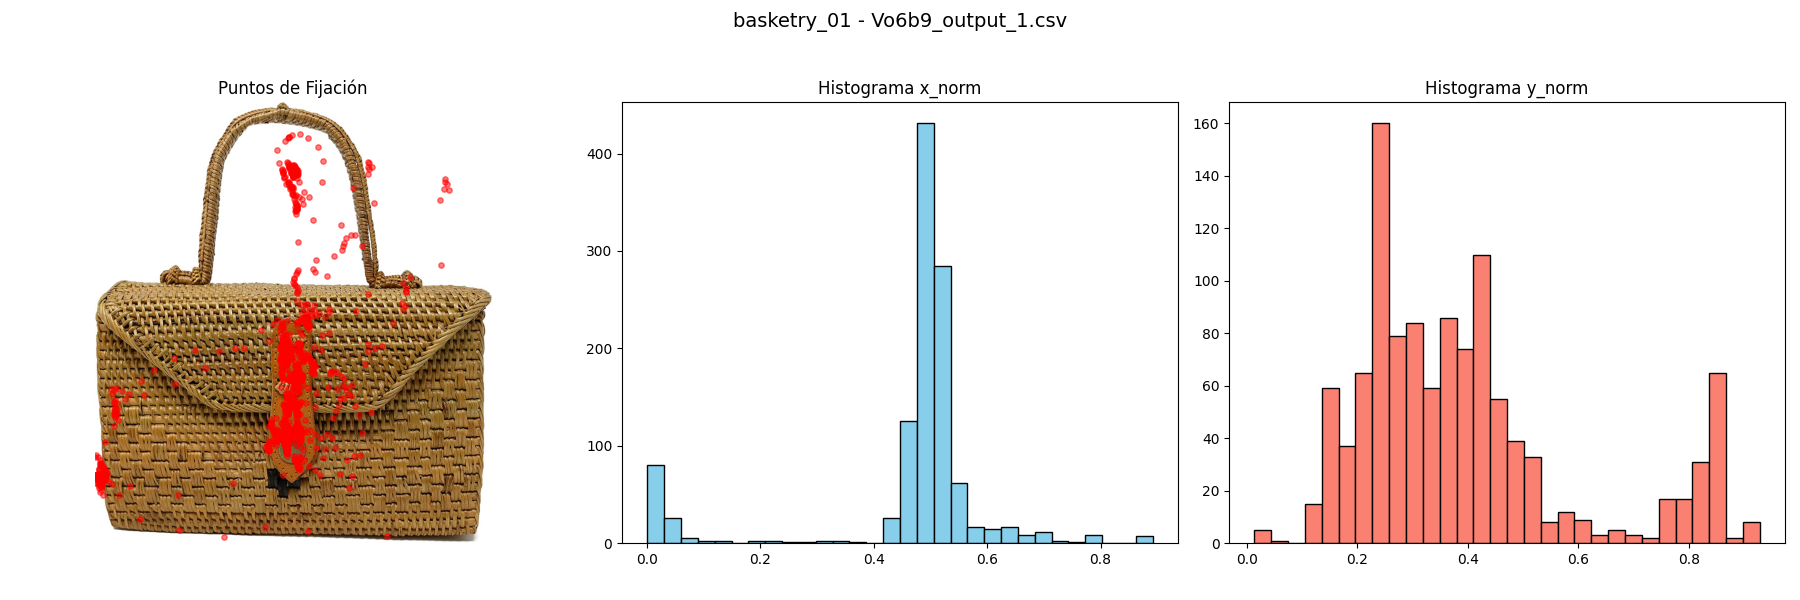 basketry_01 - Vo6b9_output_1.csv
Puntos de Fijación
Histograma x_norm
400
300
200
100
0
0.0 0.2 0.4 0.6 0.8
Histograma y_norm
160
140
120
100
80
60
40
20
0
0.0 0.2 0.4 0.6 0.8